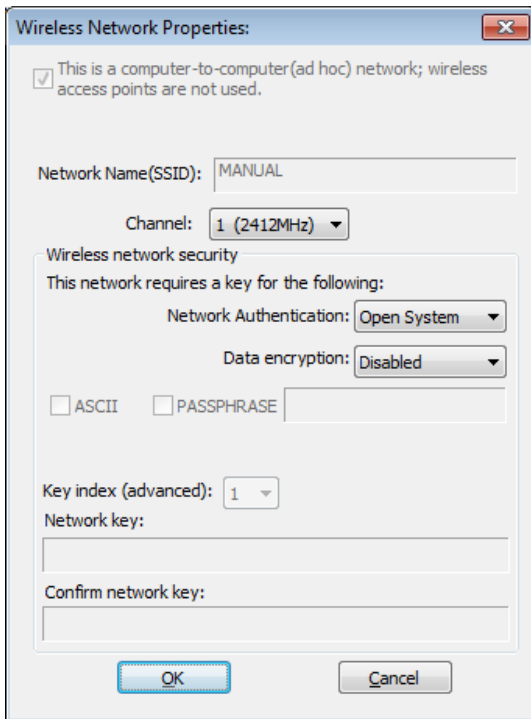 Wireless Network Properties:
This is a computer-to-computer(ad hoc) network; wireless
access points are not used.
Network Name(SSID): MANUAL
Channel: 1 (2412MHz)
Wireless network security
This network requires a key for the following:
Network Authentication: Open System
Data encryption: Disabled
ASCII PASSPHRASE
Key index (advanced): 1
Network key:
Confirm network key:
OK Cancel